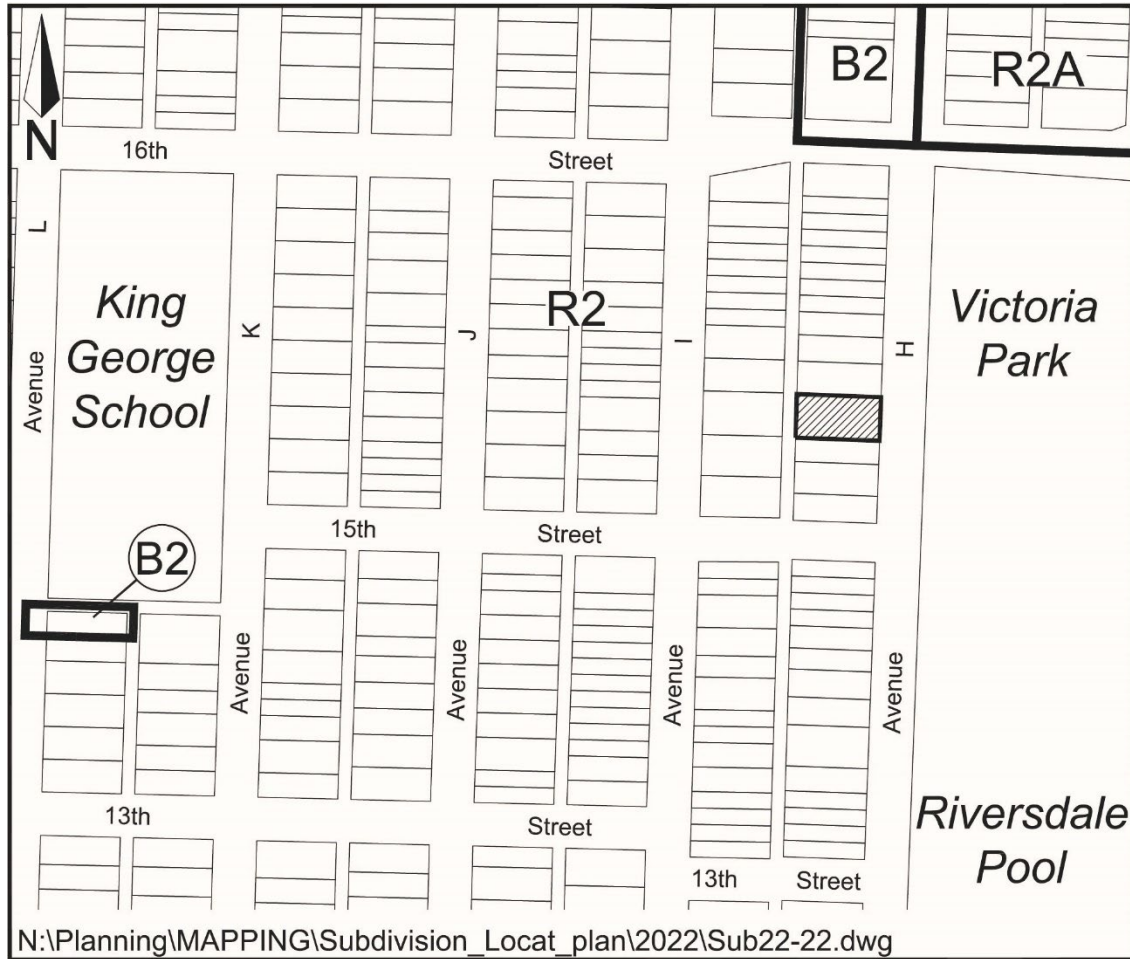 B2
R2A
N
16th
Street
L
Avenue
King
George
School
K
J
R2
I
H
Victoria
Park
15th
Street
B2
Avenue
Avenue
Avenue
Avenue
13th
Street
Riversdale
Pool
13th
Street
N:\Planning\MAPPING\Subdivision_Locat_plan\2022\Sub22-22.dwg